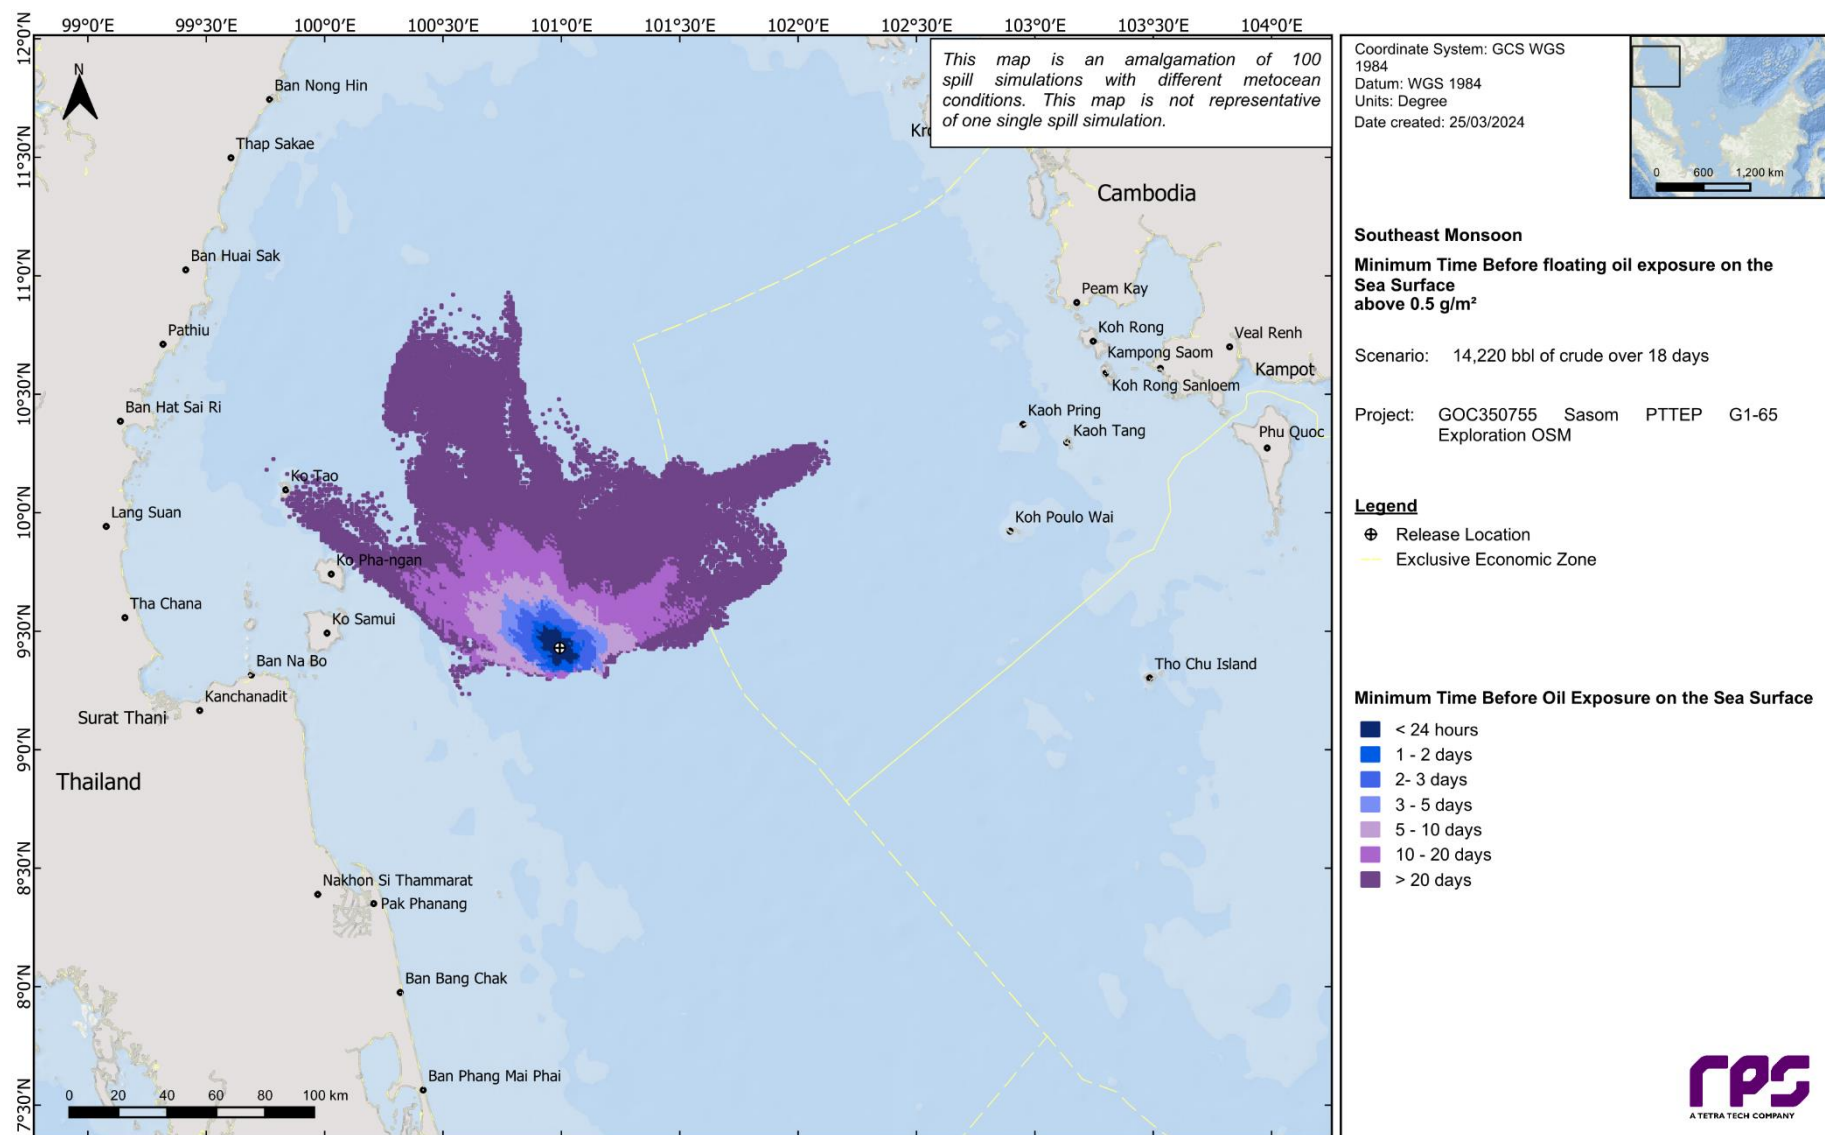 99°0'E 99°30'E 100°0'E 100°30'E 101°0'E 101°30'E 102°0'E 102°30'E 103°0'E 103°30'E 104°0'E
12°0'N
11°30'N
11°0'N
10°30'N
10°0'N
9°30'N
9°0'N
8°30'N
8°0'N
7°30'N
N
This map is an amalgamation of 100
spill simulations with different metocean
conditions. This map is not representative
of one single spill simulation.
Ban Nong Hin
Thap Sakae
Cambodia
Ban Huai Sak
Peam Kay
Koh Rong
Pathiu
Veal Renh
Kampong Saom
Kampot
Koh Rong Sanloem
Ban Hat Sai Ri
Kaoh Pring
Kaoh Tang
Phu Quoc
Ko Tao
Lang Suan
Koh Poulo Wai
Ko Pha-ngan
Tha Chana
Ko Samui
Ban Na Bo
Tho Chu Island
Kanchanadit
Surat Thani
Thailand
Nakhon Si Thammarat
Pak Phanang
Ban Bang Chak
Ban Phang Mai Phai
0 20 40 60 80 100 km
Coordinate System: GCS WGS
1984
Datum: WGS 1984
Units: Degree
Date created: 25/03/2024
0 600 1,200 km
Southeast Monsoon
Minimum Time Before floating oil exposure on the
Sea Surface
above 0.5 g/m²
Scenario: 14,220 bbl of crude over 18 days
Project: GOC350755 Sasom PTTEP G1-65
Exploration OSM
Legend
Release Location
Exclusive Economic Zone
Minimum Time Before Oil Exposure on the Sea Surface
< 24 hours
1 - 2 days
2- 3 days
3 - 5 days
5 - 10 days
10 - 20 days
> 20 days
rps
A TETRA TECH COMPANY